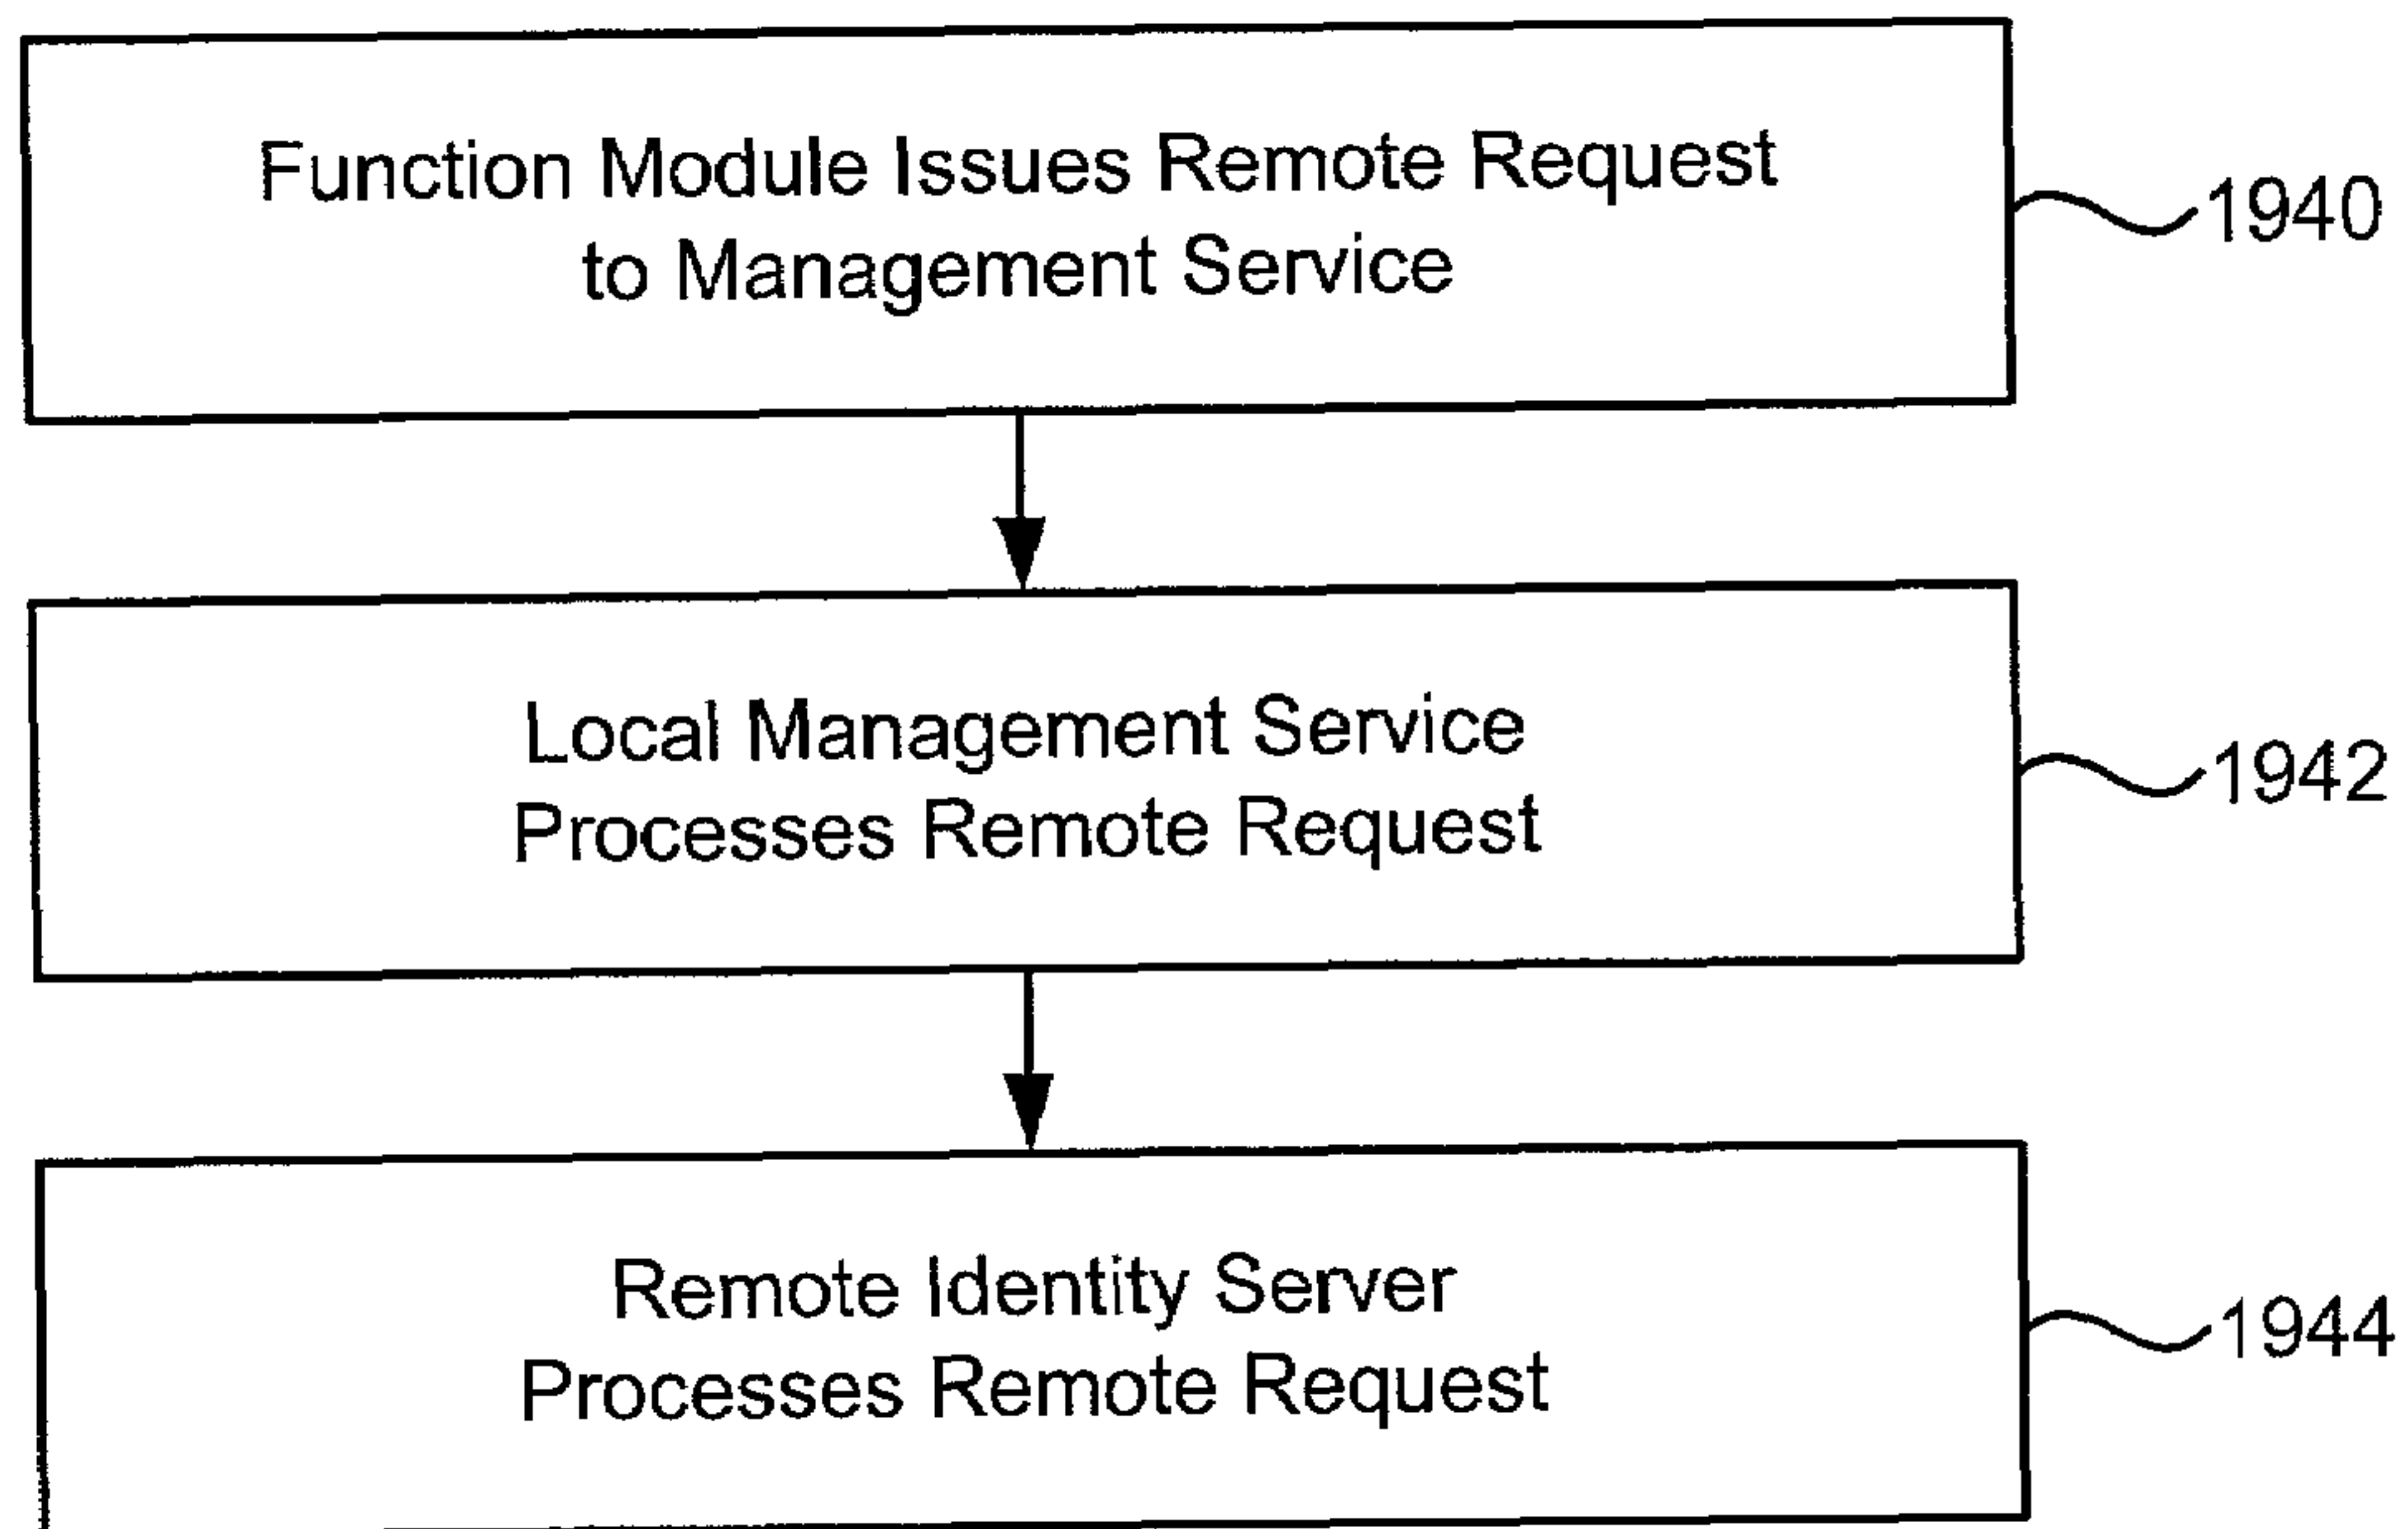 Function Module Issues Remote Request
to Management Service
1940
Local Management Service
Processes Remote Request
1942
Remote Identity Server
Processes Remote Request
1944